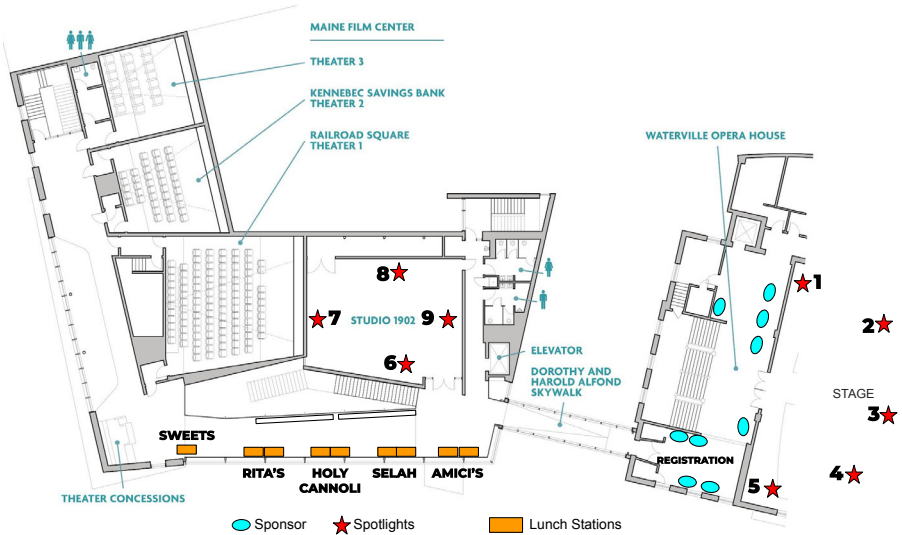 MAINE FILM CENTER
THEATER 3
KENNEBEC SAVINGS BANK
THEATER 2
RAILROAD SQUARE
THEATER 1
WATERVILLE OPERA HOUSE
8
1
7
STUDIO 1902
9
2
6
ELEVATOR
DOROTHY AND
HAROLD ALFOND
SKYWALK
STAGE
3
SWEETS
RITA'S
HOLY
CANNOLI
SELAH
AMICI'S
REGISTRATION
4
5
THEATER CONCESSIONS
Sponsor
Spotlights
Lunch Stations